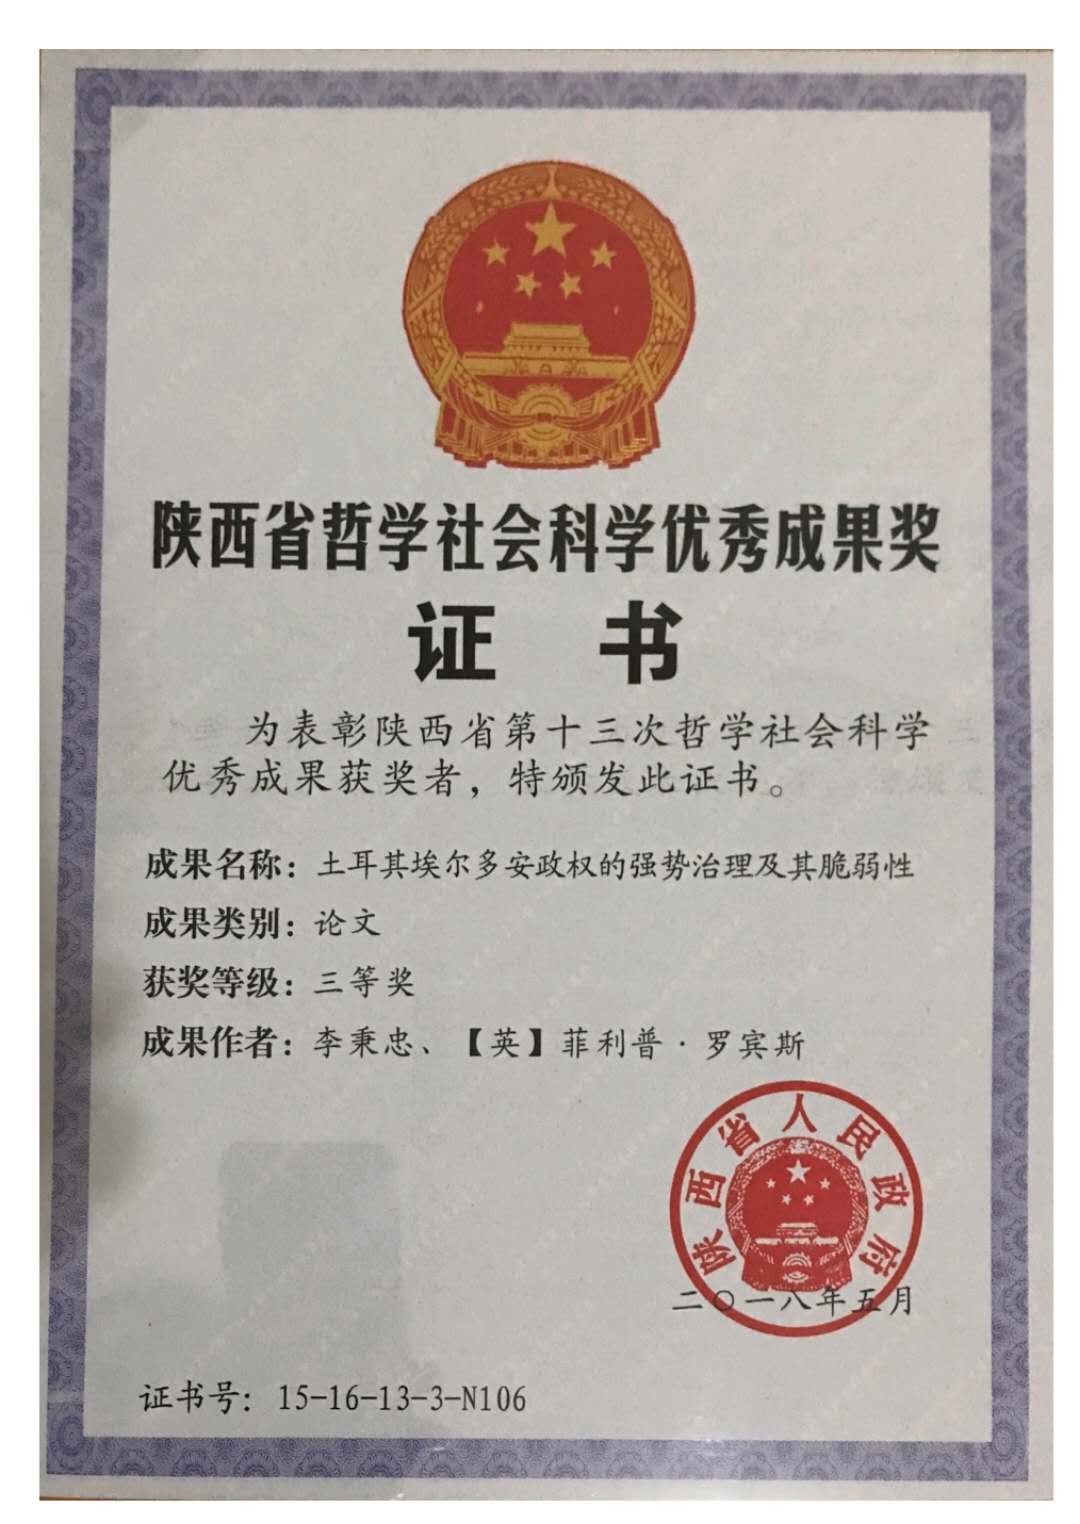 陕西省哲学社会科学优秀成果奖
证 书
为表彰陕西省第十三次哲学社会科学
优秀成果获奖者，特颁发此证书。
成果名称：土耳其埃尔多安政权的强势治理及其脆弱性
成果类别：论文
获奖等级：三等奖
成果作者：李秉忠、【英】菲利普·罗宾斯
陕西省人民政府
二〇一八年五月
证书号：15-16-13-3-N106